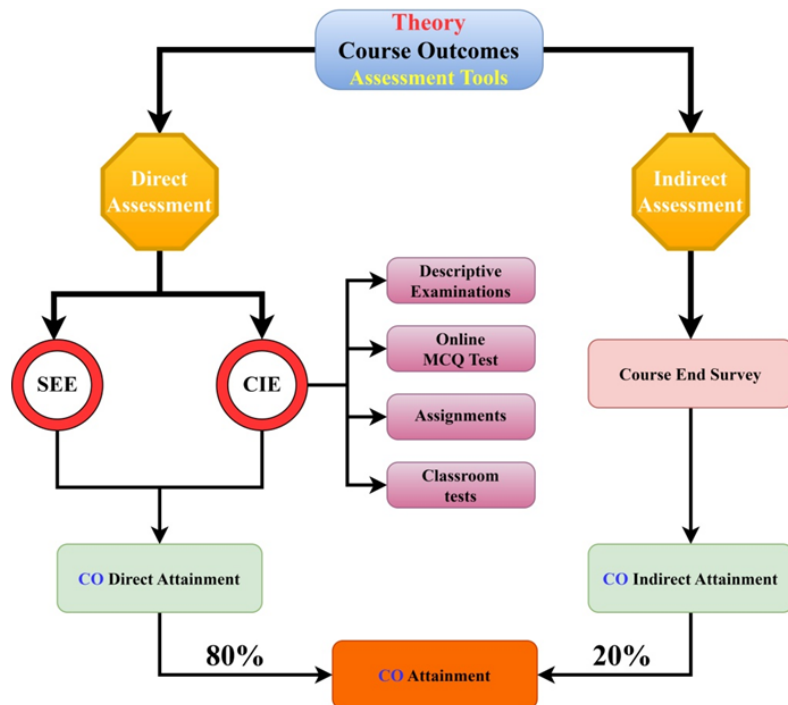 Theory
Course Outcomes
Assessment Tools
Direct
Assessment
Indirect
Assessment
Descriptive
Examinations
Online
MCQ Test
SEE
CIE
Course End Survey
Assignments
Classroom
tests
CO Direct Attainment
CO Indirect Attainment
80%
20%
CO Attainment